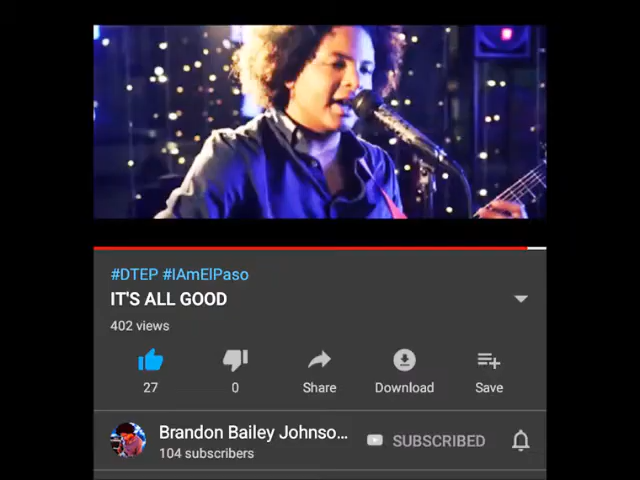 #DTEP #IAmElPaso
IT'S ALL GOOD
402 views
27
0
Share
Download
Save
Brandon Bailey Johnso...
SUBSCRIBED
104 subscribers